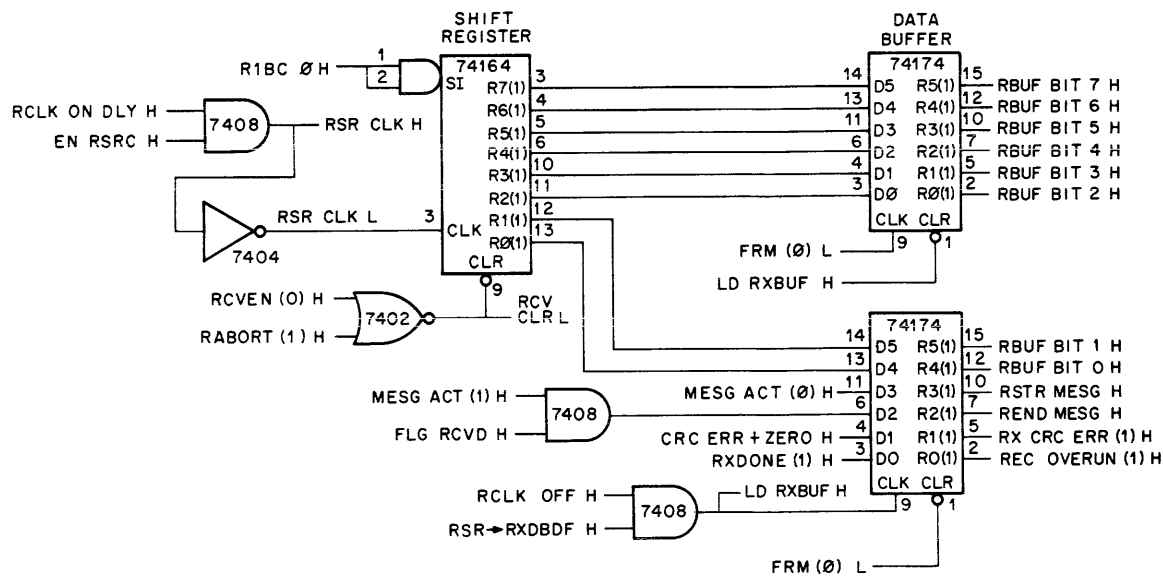 SHIFT
REGISTER
DATA
BUFFER
R1BC Ø H
1
2
74164
SI
R7(1)
R6(1)
R5(1)
R4(1)
R3(1)
R2(1)
R1(1)
RØ(1)
3
4
5
6
10
11
12
13
3
CLK
CLR
9
RCLK ON DLY H
EN RSRC H
7408
RSR CLK H
RSR CLK L
7404
RCVEN (0) H
RABORT (1) H
7402
RCV
CLR L
14
13
11
6
4
3
74174
D5 R5(1)
D4 R4(1)
D3 R3(1)
D2 R2(1)
D1 R1(1)
DØ RØ(1)
CLK CLR
9
1
15
12
10
7
5
2
RBUF BIT 7 H
RBUF BIT 6 H
RBUF BIT 5 H
RBUF BIT 4 H
RBUF BIT 3 H
RBUF BIT 2 H
FRM (Ø) L
LD RXBUF H
14
13
11
6
4
3
74174
D5 R5(1)
D4 R4(1)
D3 R3(1)
D2 R2(1)
D1 R1(1)
DO RO(1)
CLK CLR
9
1
15
12
10
7
5
2
RBUF BIT 1 H
RBUF BIT O H
RSTR MESG H
REND MESG H
RX CRC ERR (1) H
REC OVERUN (1) H
MESG ACT (1) H
FLG RCVD H
7408
MESG ACT (Ø) H
CRC ERR + ZERO H
RXDONE (1) H
RCLK OFF H
RSR→RXDBDF H
7408
LD RXBUF H
FRM (Ø) L